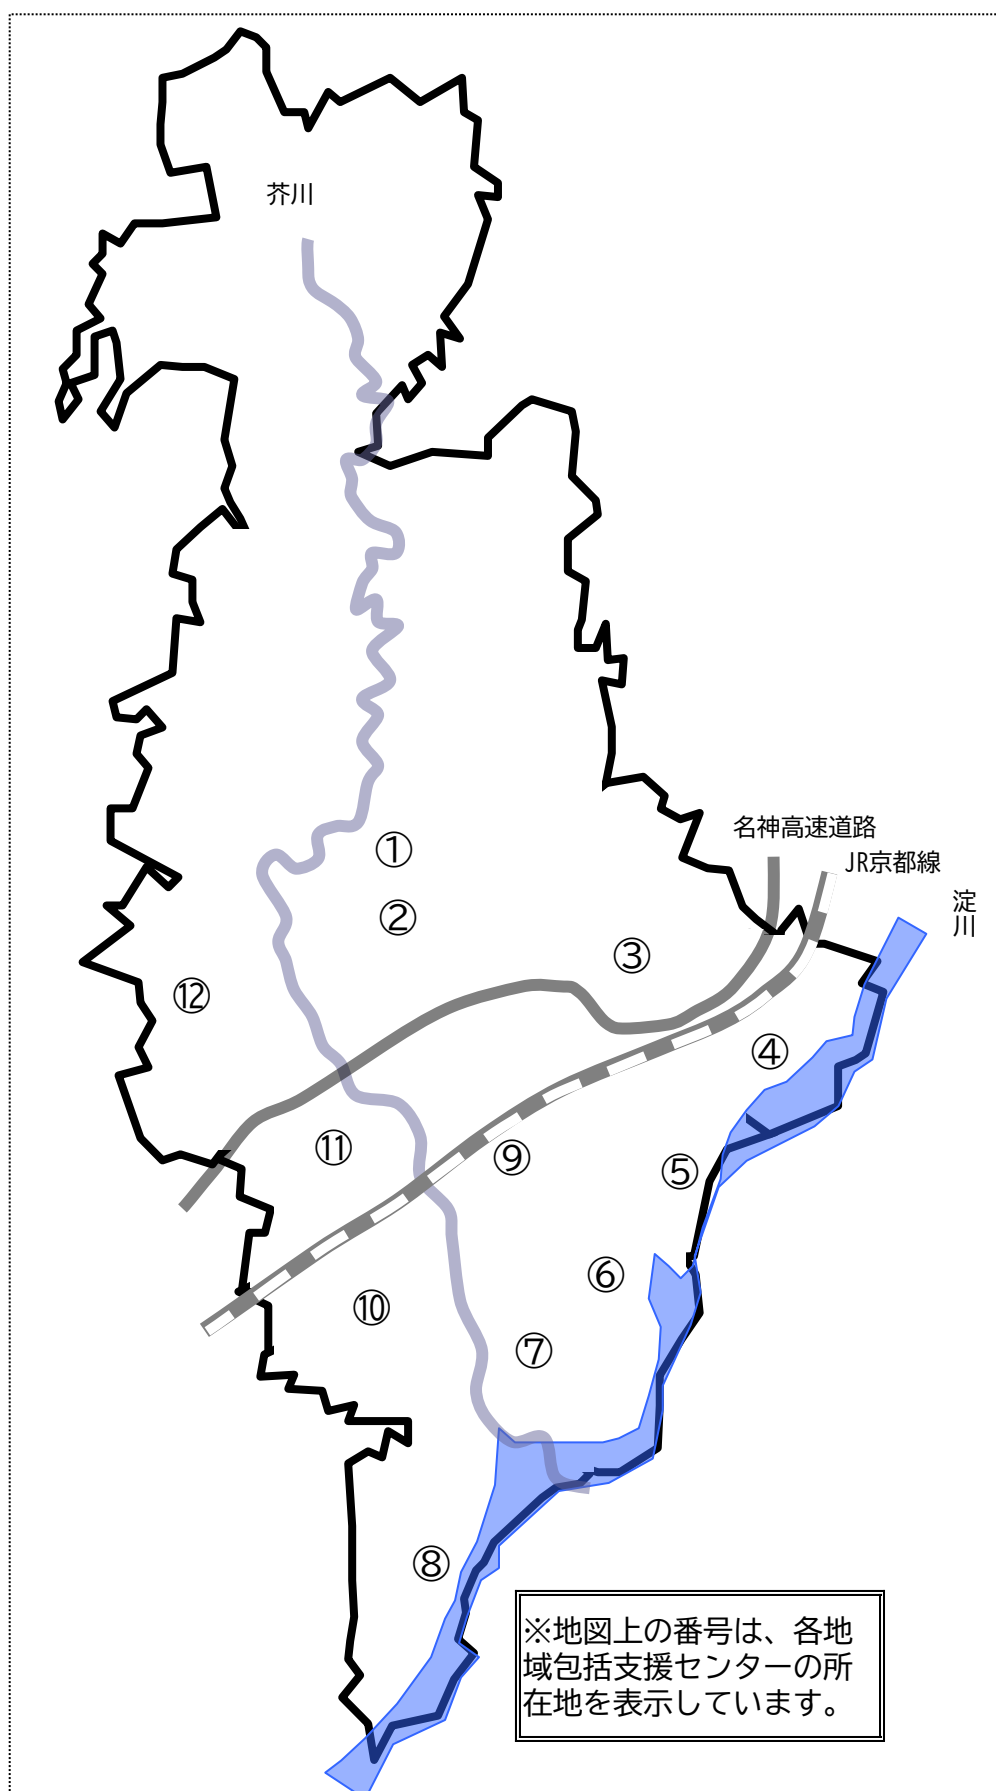 芥川
名神高速道路
JR京都線
淀川
①
②
③
⑫
④
⑪
⑨
⑤
⑥
⑩
⑦
⑧
※地図上の番号は、各地
域包括支援センターの所
在地を表示しています。